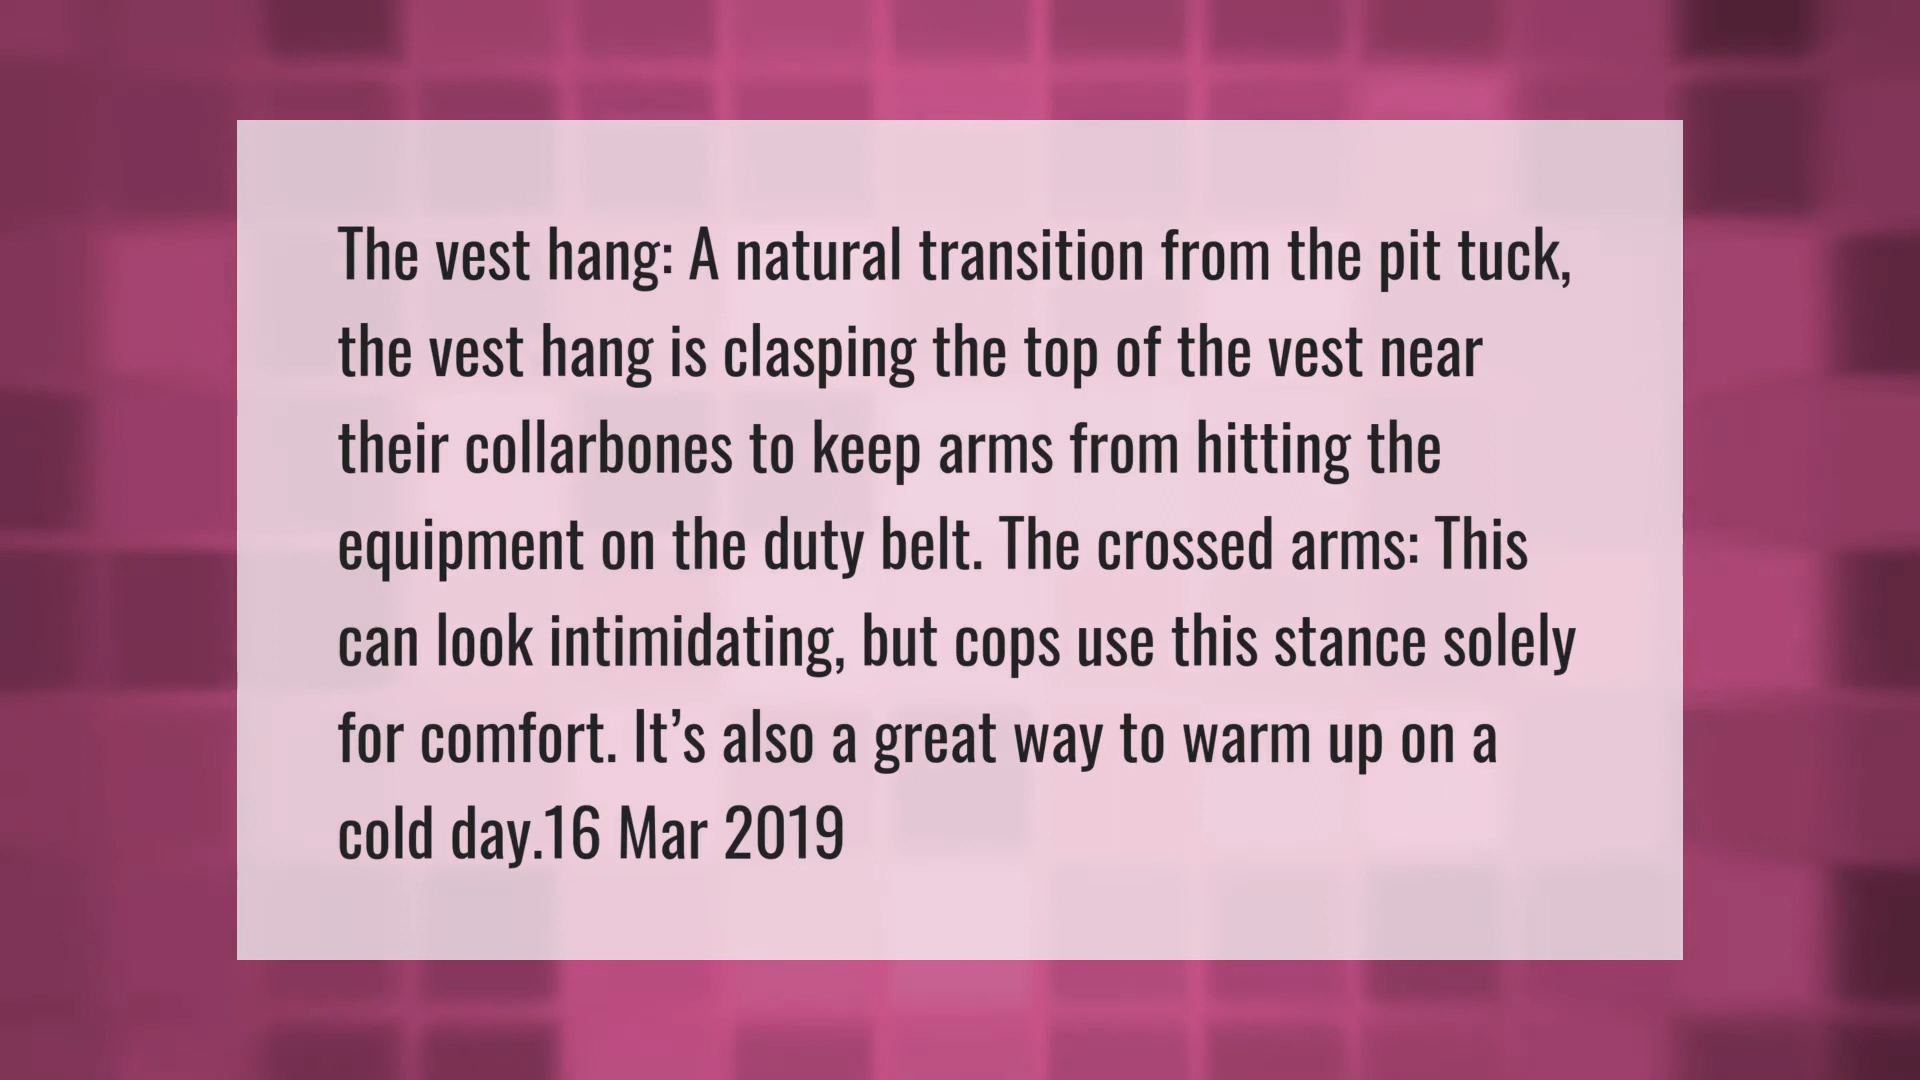 The vest hang: A natural transition from the pit tuck,
the vest hang is clasping the top of the vest near
their collarbones to keep arms from hitting the
equipment on the duty belt. The crossed arms: This
can look intimidating, but cops use this stance solely
for comfort. It’s also a great way to warm up on a
cold day.16 Mar 2019